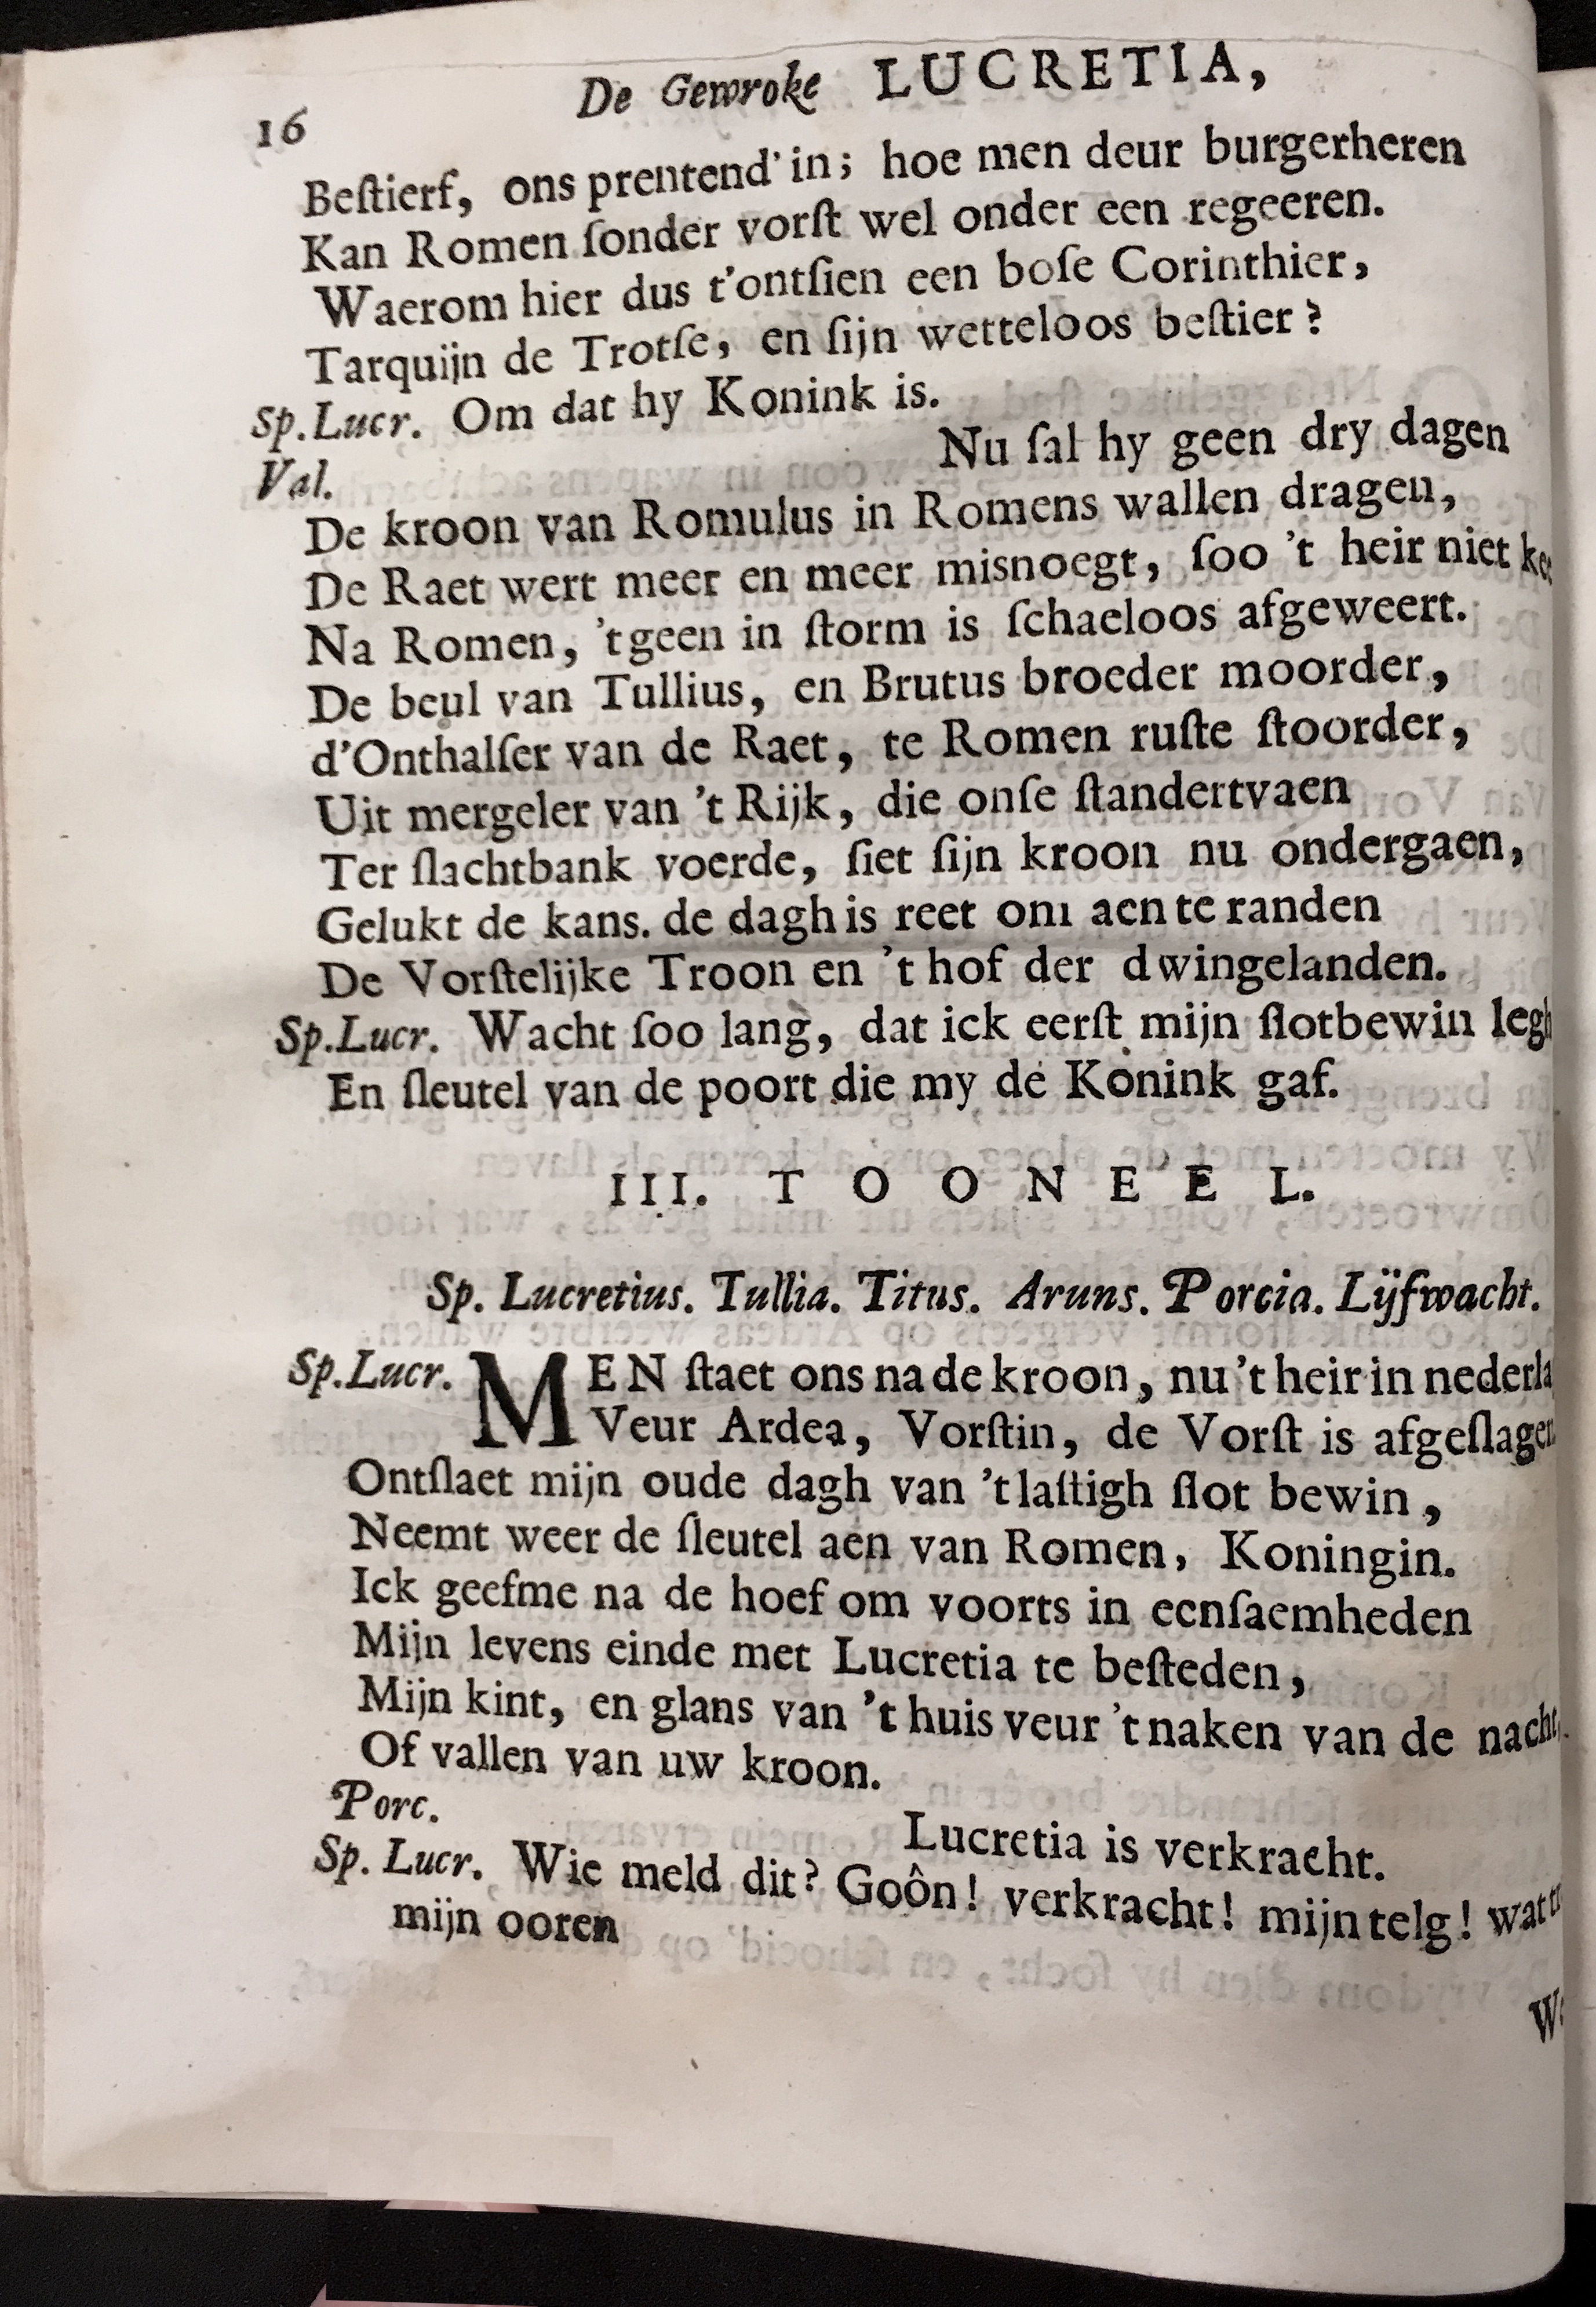 16 De Gewroke LUCRETIA,
Beſtierf, ons prentend' in; hoe men deur burgerheren
Kan Romen ſonder vorſt wel onder een regeeren.
Waerom hier dus t'ontſien een boſe Corinthier,
Tarquijn de Trotſe, en ſijn wetteloos beſtier?
Sp. Lucr. Om dat hy Konink is.
Val. Nu ſal hy geen dry dagen
De kroon van Romulus in Romens wallen dragen,
De Raet wert meer en meer misnoegt, ſoo 't heir niet
Na Romen, 'tgeen in ſtorm is ſchaeloos afgeweert.
De beul van Tullius, en Brutus broeder moorder,
d'Onthalſer van de Raet, te Romen ruſte ſtoorder,
Uit mergeler van 't Rijk, die onſe ſtandertvaen
Ter ſlachtbank voerde, ſiet ſijn kroon nu ondergaen,
Gelukt de kans. de dagh is reet om aen te randen
De Vorſtelijke Troon en 't hof der dwingelanden.
Sp. Lucr. Wacht ſoo lang, dat ick eerſt mijn ſlotbewin
En ſleutel van de poort die my de Konink gaf.
III. TOONEEL.
Sp. Lucretius. Tullia. Titus. Aruns. Porcia. Lijfwacht.
Sp. Lucr. MEN ſtaet ons na de kroon, nu 't heir in
Veur Ardea, Vorſtin, de Vorſt is afgeſlagen
Ontſlaet mijn oude dagh van 't laſtigh ſlot bewin,
Neemt weer de ſleutel aen van Romen, Koningin.
Ick geefme na de hoef om voorts in eenſaemheden
Mijn levens einde met Lucretia te beſteden,
Mijn kint, en glans van 't huis veur 't naken van de nacht,
Of vallen van uw kroon.
Porc. Lucretia is verkracht.
Sp. Lucr. Wie meld dit? Goôn! verkracht! mijn telg! wat
mijn ooren